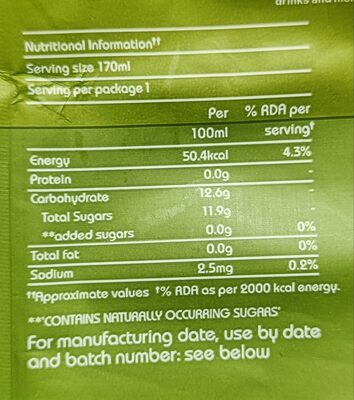 drinks and
Nutritional Information††
Serving size 170ml
Serving per package 1
Per % RDA per
100ml serving†
Energy 50.4kcal 4.3%
Protein 0.0g -
Carbohydrate 12.6g -
Total Sugars 11.9g -
**added sugars 0.0g 0%
Total fat 0.0g 0%
Sodium 2.5mg 0.2%
††Approximate values †% RDA as per 2000 kcal energy.
**"CONTAINS NATURALLY OCCURRING SUGARS"
For manufacturing date, use by date
and batch number: see below